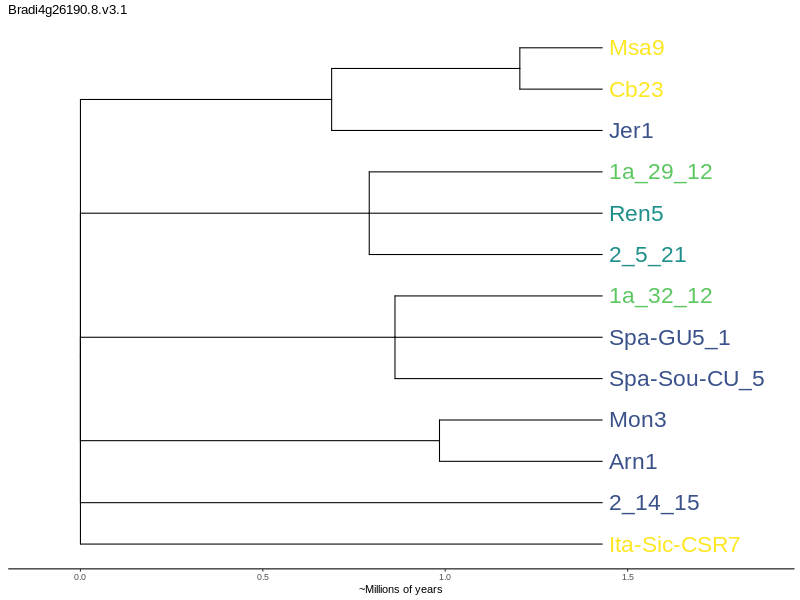 Bradi4g26190.8.v3.1
Msa9
Cb23
Jer1
1a_29_12
Ren5
2_5_21
1a_32_12
Spa-GU5_1
Spa-Sou-CU_5
Mon3
Arn1
2_14_15
Ita-Sic-CSR7
0.0 0.5 1.0 1.5
~Millions of years